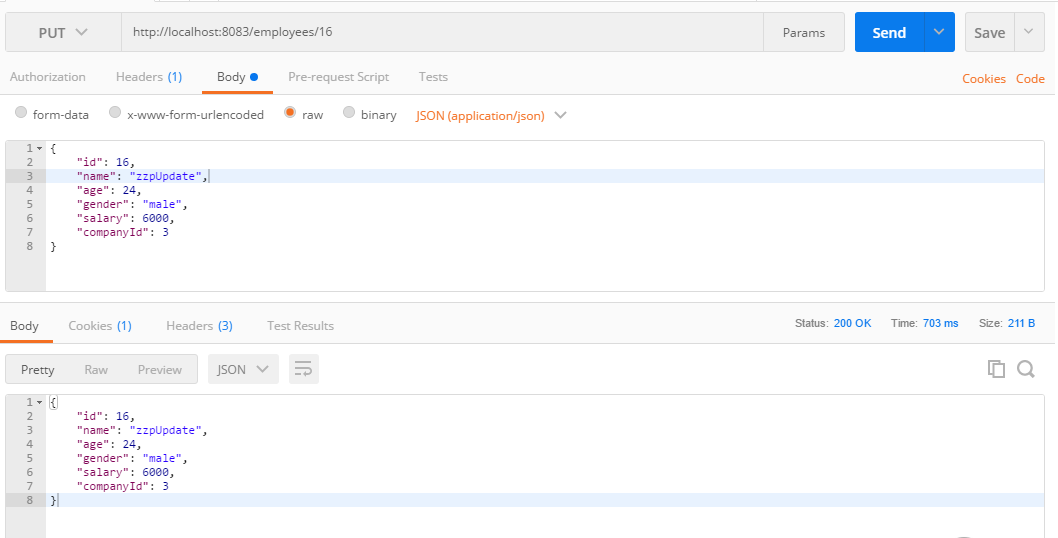 PUT http://localhost:8083/employees/16 Params Send Save
Authorization Headers (1) Body Pre-request Script Tests Cookies Code
form-data x-www-form-urlencoded raw binary JSON (application/json)
1 {
2 "id": 16,
3 "name": "zzpUpdate",
4 "age": 24,
5 "gender": "male",
6 "salary": 6000,
7 "companyId": 3
8 }
Body Cookies (1) Headers (3) Test Results Status: 200 OK Time: 703 ms Size: 211 B
Pretty Raw Preview JSON
1 {
2 "id": 16,
3 "name": "zzpUpdate",
4 "age": 24,
5 "gender": "male",
6 "salary": 6000,
7 "companyId": 3
8 }